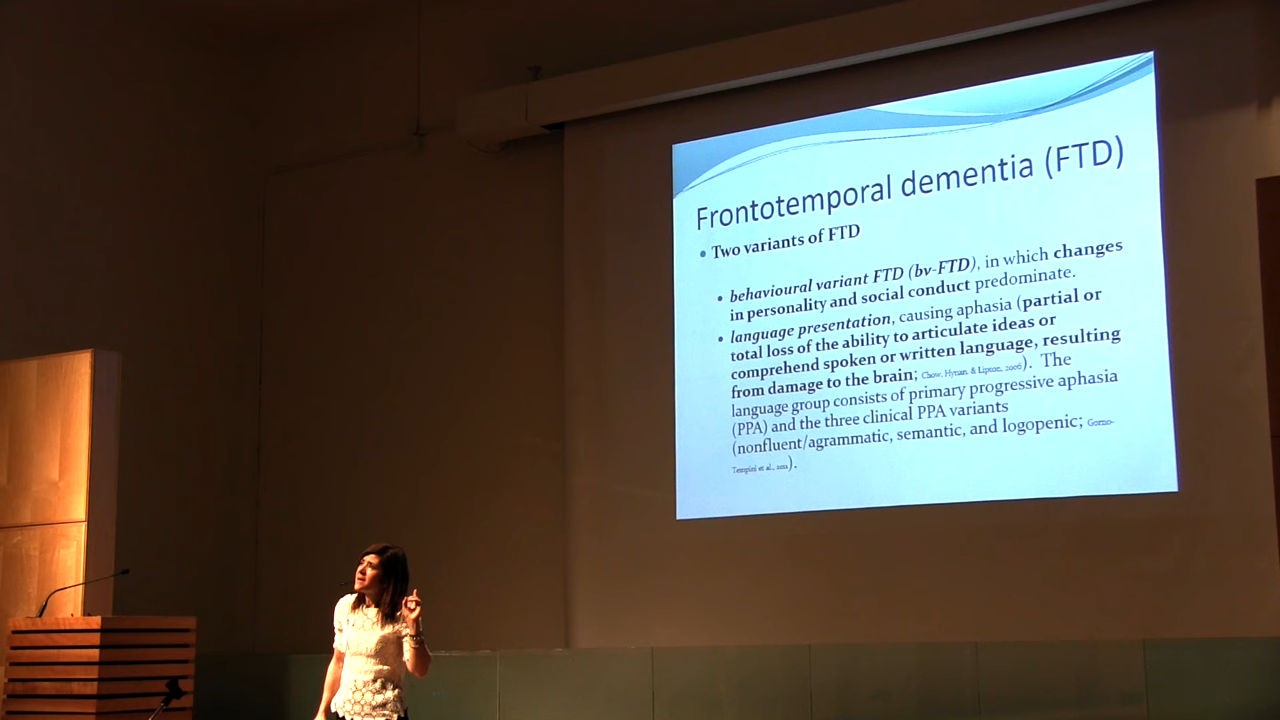 Frontotemporal dementia (FTD)
• Two variants of FTD
• behavioural variant FTD (bv-FTD), in which changes
in personality and social conduct predominate.
• language presentation, causing aphasia (partial or
total loss of the ability to articulate ideas or
comprehend spoken or written language, resulting
from damage to the brain; Chow, Hynan, & Lipton, 2006). The
language group consists of primary progressive aphasia
(PPA) and the three clinical PPA variants
(nonfluent/agrammatic, semantic, and logopenic; Gorno-
Tempini et al., 2011).